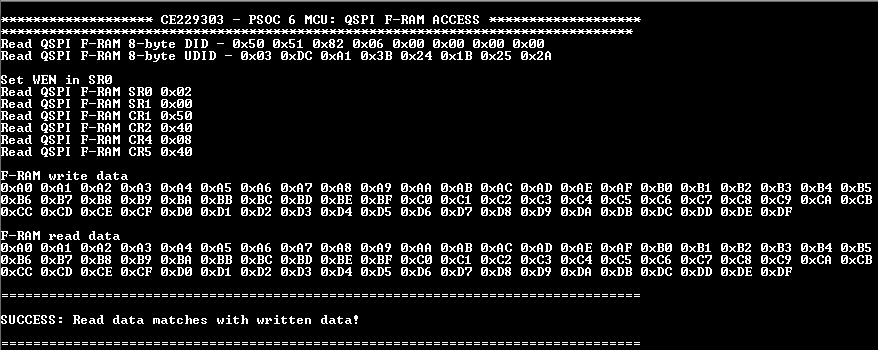 ******************* CE229303 - PSOC 6 MCU: QSPI F-RAM ACCESS *******************
*******************************************************************************
Read QSPI F-RAM 8-byte DID - 0x50 0x51 0x82 0x06 0x00 0x00 0x00 0x00
Read QSPI F-RAM 8-byte UDID - 0x03 0xDC 0xA1 0x3B 0x24 0x1B 0x25 0x2A
Set WEN in SR0
Read QSPI F-RAM SR0 0x02
Read QSPI F-RAM SR1 0x00
Read QSPI F-RAM CR1 0x50
Read QSPI F-RAM CR2 0x40
Read QSPI F-RAM CR4 0x08
Read QSPI F-RAM CR5 0x40
F-RAM write data
0xA0 0xA1 0xA2 0xA3 0xA4 0xA5 0xA6 0xA7 0xA8 0xA9 0xAA 0xAB 0xAC 0xAD 0xAE 0xAF 0xB0 0xB1 0xB2 0xB3 0xB4 0xB5
0xB6 0xB7 0xB8 0xB9 0xBA 0xBB 0xBC 0xBD 0xBE 0xBF 0xC0 0xC1 0xC2 0xC3 0xC4 0xC5 0xC6 0xC7 0xC8 0xC9 0xCA 0xCB
0xCC 0xCD 0xCE 0xCF 0xD0 0xD1 0xD2 0xD3 0xD4 0xD5 0xD6 0xD7 0xD8 0xD9 0xDA 0xDB 0xDC 0xDD 0xDE 0xDF
F-RAM read data
0xA0 0xA1 0xA2 0xA3 0xA4 0xA5 0xA6 0xA7 0xA8 0xA9 0xAA 0xAB 0xAC 0xAD 0xAE 0xAF 0xB0 0xB1 0xB2 0xB3 0xB4 0xB5
0xB6 0xB7 0xB8 0xB9 0xBA 0xBB 0xBC 0xBD 0xBE 0xBF 0xC0 0xC1 0xC2 0xC3 0xC4 0xC5 0xC6 0xC7 0xC8 0xC9 0xCA 0xCB
0xCC 0xCD 0xCE 0xCF 0xD0 0xD1 0xD2 0xD3 0xD4 0xD5 0xD6 0xD7 0xD8 0xD9 0xDA 0xDB 0xDC 0xDD 0xDE 0xDF
================================================================================
SUCCESS: Read data matches with written data!
================================================================================